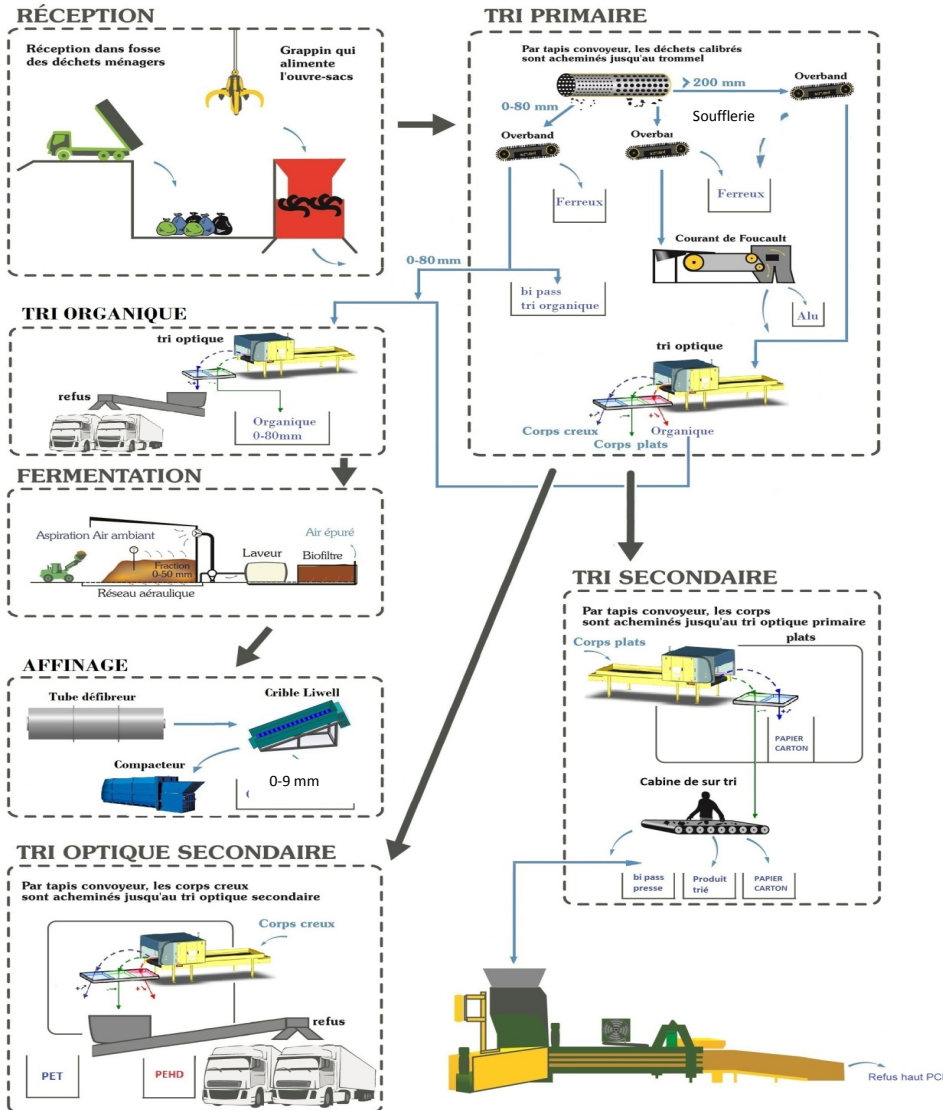 RÉCEPTION
Réception dans fosse
des déchets ménagers
Grappin qui
alimente
l'ouvre-sacs
TRI PRIMAIRE
Par tapis convoyeur, les déchets calibrés
sont acheminés jusqu'au trommel
> 200 mm
Overband
0-80 mm
Soufflerie
Overband
Overbai
Ferreux
Ferreux
Courant de Foucault
0-80 mm
bi pass
tri organique
Alu
tri optique
Corps creux
Organique
Corps plats
TRI ORGANIQUE
tri optique
refus
Organique
0-80mm
FERMENTATION
Aspiration Air ambiant
Air épuré
Laveur
Biofiltre
Fraction
0-50 mm
Réseau aéraulique
AFFINAGE
Tube défibreur
Crible Liwell
Compacteur
0-9 mm
TRI SECONDAIRE
Par tapis convoyeur, les corps
sont acheminés jusqu'au tri optique primaire
plats
Corps plats
PAPIER
CARTON
Cabine de sur tri
bi pass
presse
Produit
trié
PAPIER
CARTON
TRI OPTIQUE SECONDAIRE
Par tapis convoyeur, les corps creux
sont acheminés jusqu'au tri optique secondaire
Corps creux
refus
PET
PEHD
Refus haut PCI